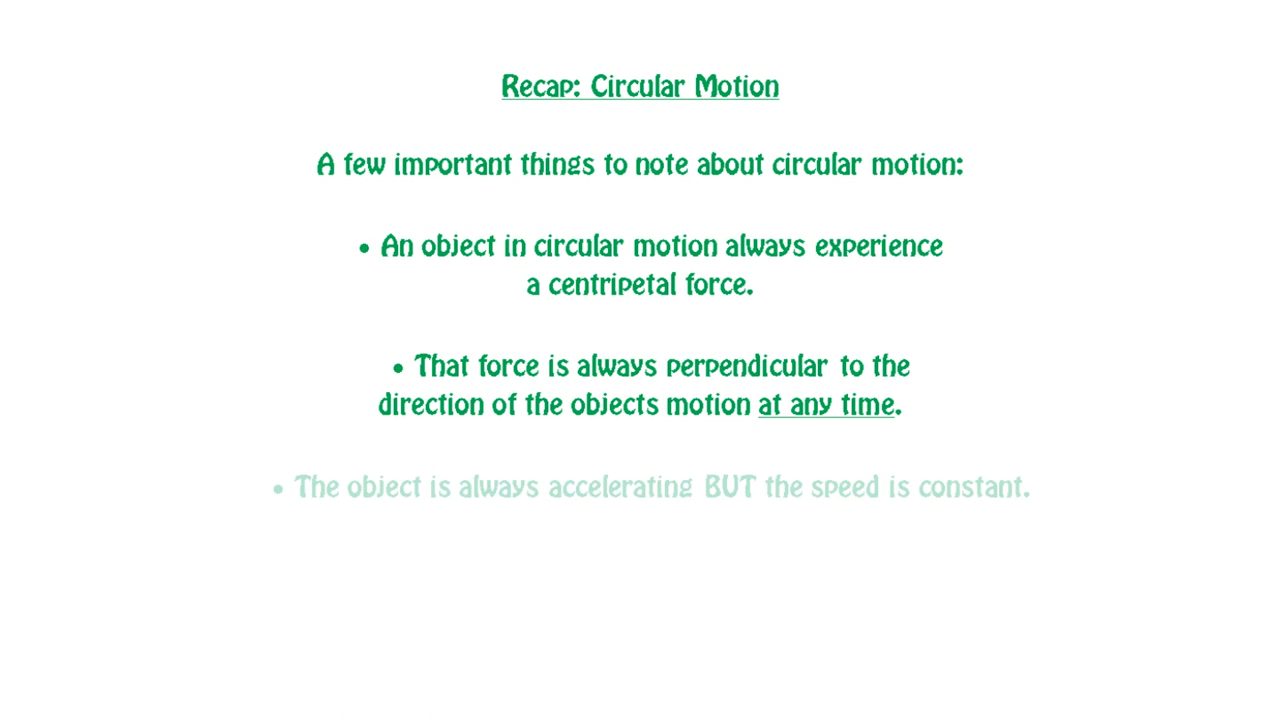 Recap: Circular Motion
A few important things to note about circular motion:
• An object in circular motion always experience
a centripetal force.
• That force is always perpendicular to the
direction of the objects motion at any time.
• The object is always accelerating BUT the speed is constant.